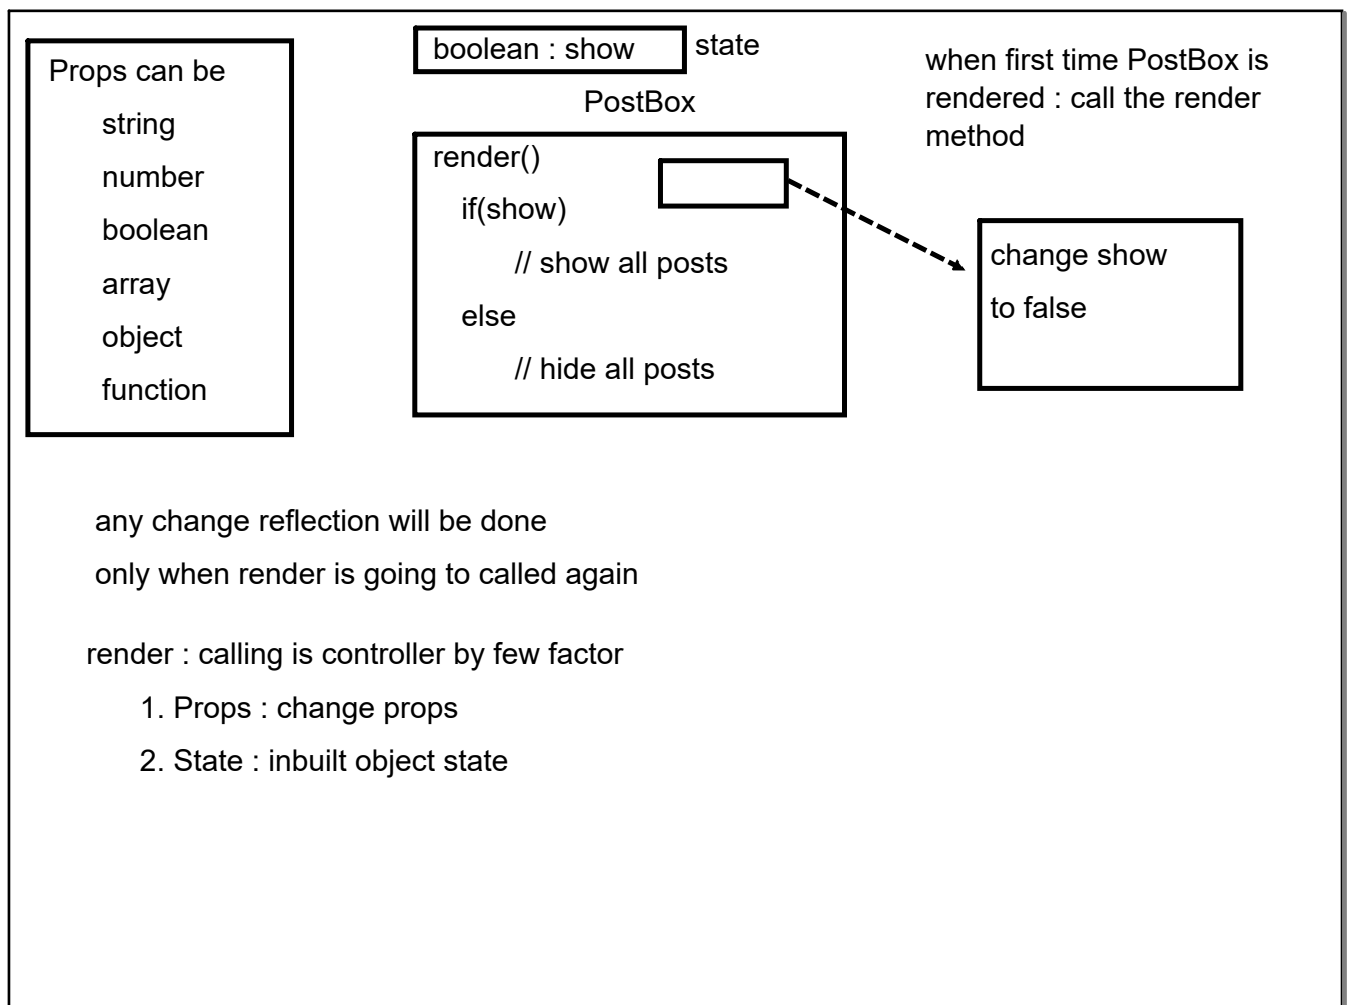 Props can be
string
number
boolean
array
object
function
boolean : show
state
PostBox
render()
if(show)
// show all posts
else
// hide all posts
when first time PostBox is
rendered : call the render
method
change show
to false
any change reflection will be done
only when render is going to called again
render : calling is controller by few factor
1. Props : change props
2. State : inbuilt object state